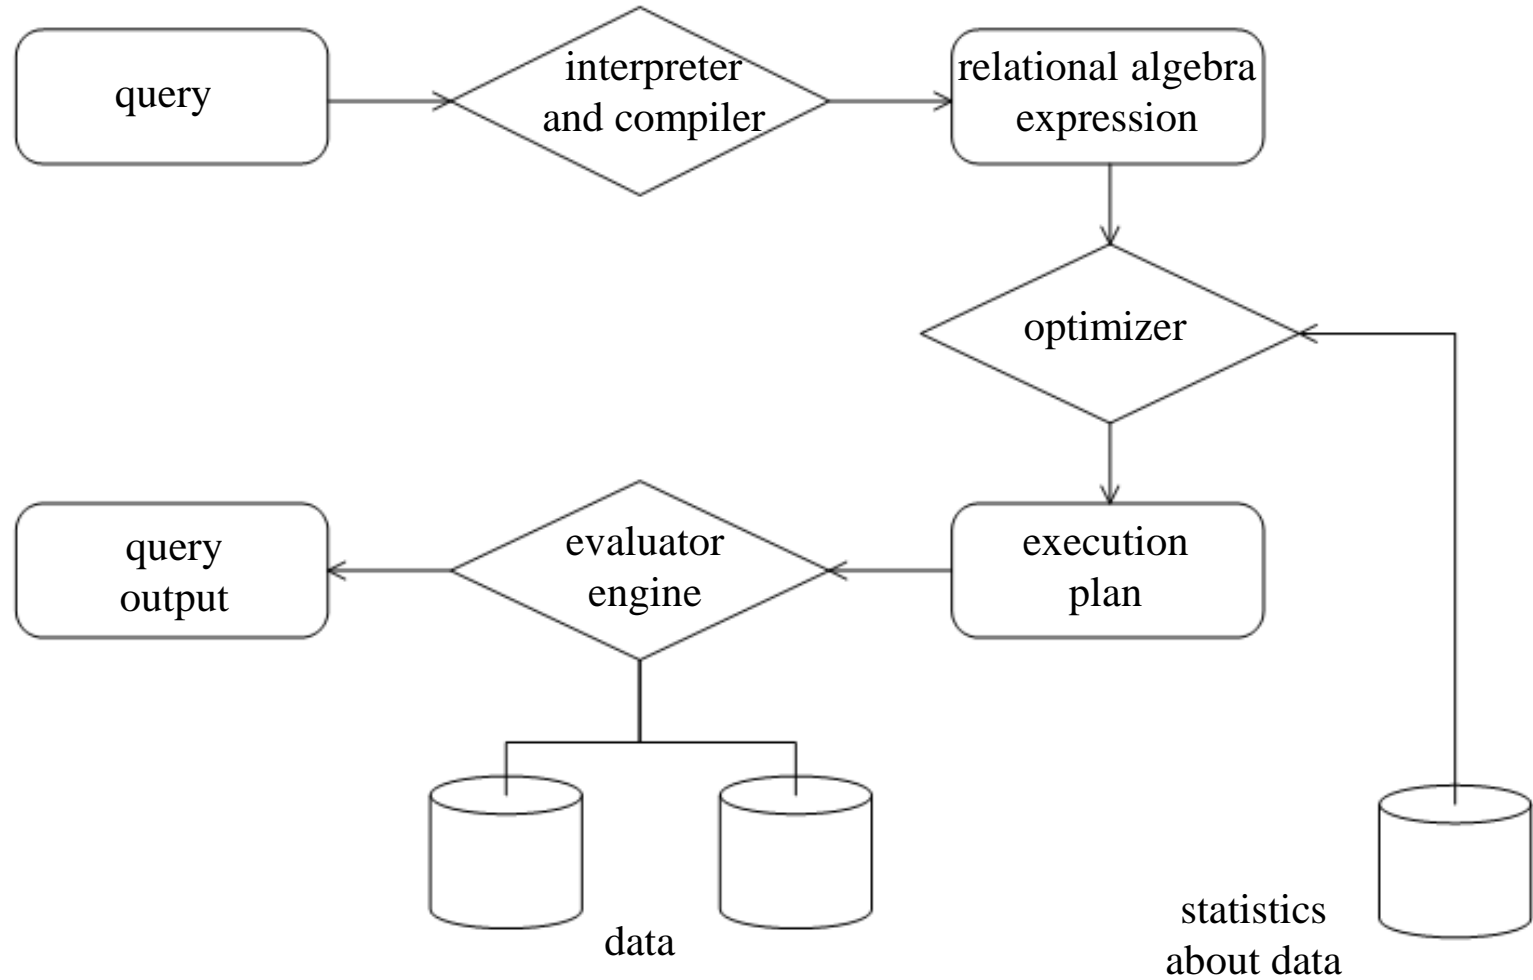 query
interpreter
and compiler
relational algebra
expression
optimizer
query
output
evaluator
engine
execution
plan
data
statistics
about data